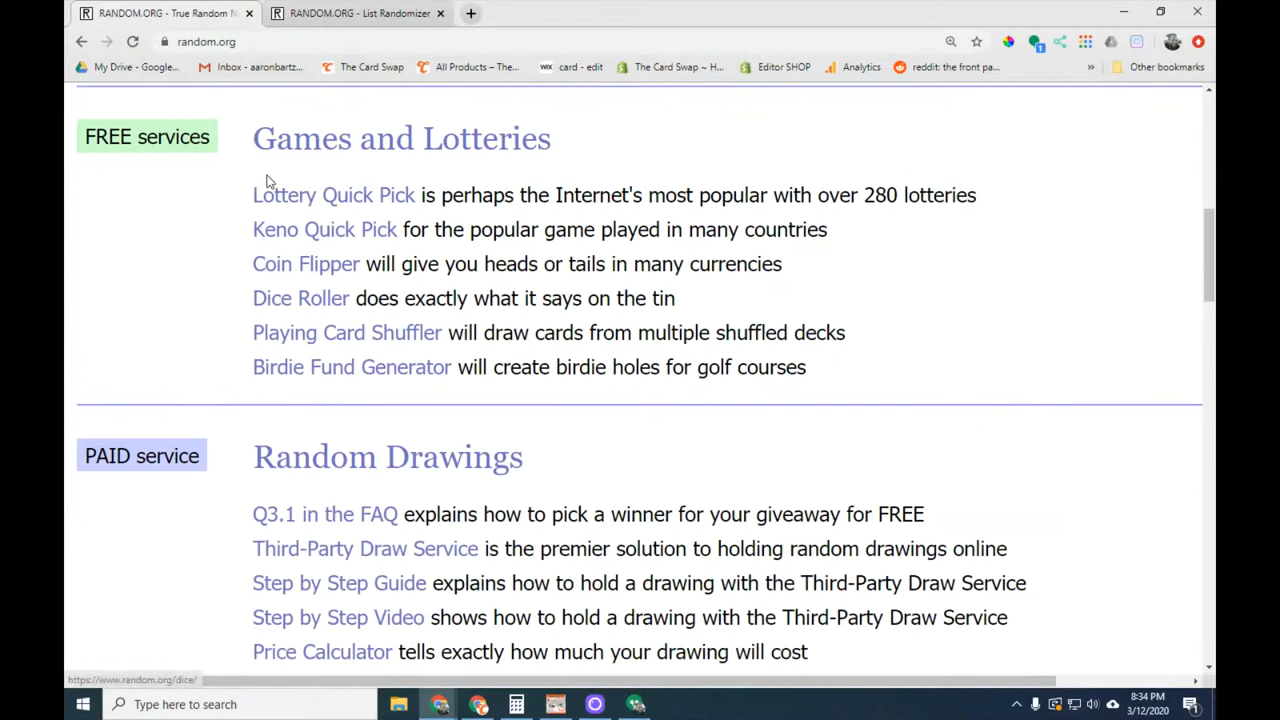 RANDOM.ORG - True Random N
RANDOM.ORG - List Randomizer
random.org
My Drive - Google...
Inbox - aaronbartz...
The Card Swap
All Products – The...
WIX card - edit
The Card Swap ~ H...
Editor SHOP
Analytics
reddit: the front pa...
»
Other bookmarks
FREE services
Games and Lotteries
Lottery Quick Pick is perhaps the Internet's most popular with over 280 lotteries
Keno Quick Pick for the popular game played in many countries
Coin Flipper will give you heads or tails in many currencies
Dice Roller does exactly what it says on the tin
Playing Card Shuffler will draw cards from multiple shuffled decks
Birdie Fund Generator will create birdie holes for golf courses
PAID service
Random Drawings
Q3.1 in the FAQ explains how to pick a winner for your giveaway for FREE
Third-Party Draw Service is the premier solution to holding random drawings online
Step by Step Guide explains how to hold a drawing with the Third-Party Draw Service
Step by Step Video shows how to hold a drawing with the Third-Party Draw Service
Price Calculator tells exactly how much your drawing will cost
https://www.random.org/dice/
Type here to search
8:34 PM
3/12/2020